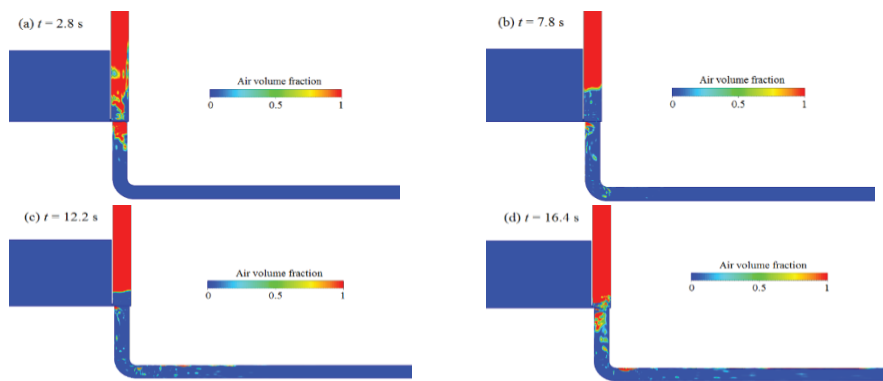 (a) t = 2.8 s
Air volume fraction
0 0.5 1
(b) t = 7.8 s
Air volume fraction
0 0.5 1
(c) t = 12.2 s
Air volume fraction
0 0.5 1
(d) t = 16.4 s
Air volume fraction
0 0.5 1